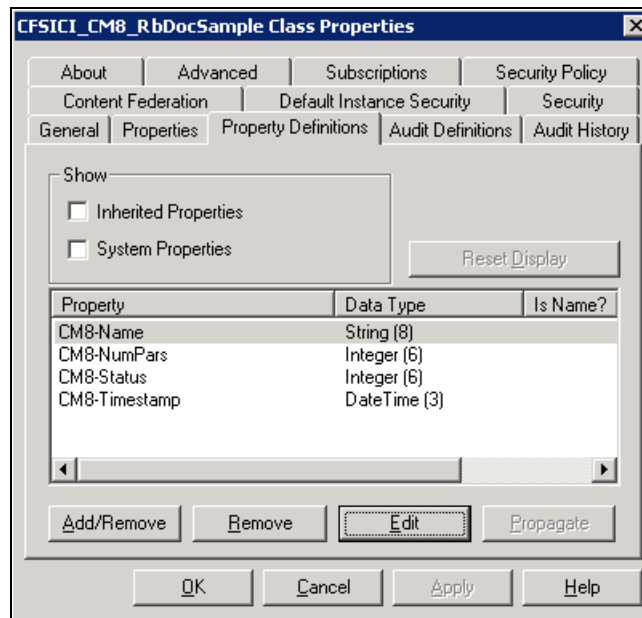 CFSICI_CM8_RbDocSample Class Properties
About Advanced Subscriptions Security Policy
Content Federation Default Instance Security Security
General Properties Property Definitions Audit Definitions Audit History
Show
Inherited Properties
System Properties
Reset Display
Property Data Type Is Name?
CM8-Name String (8)
CM8-NumPars Integer (6)
CM8-Status Integer (6)
CM8-Timestamp DateTime (3)
Add/Remove Remove Edit Propagate
OK Cancel Apply Help